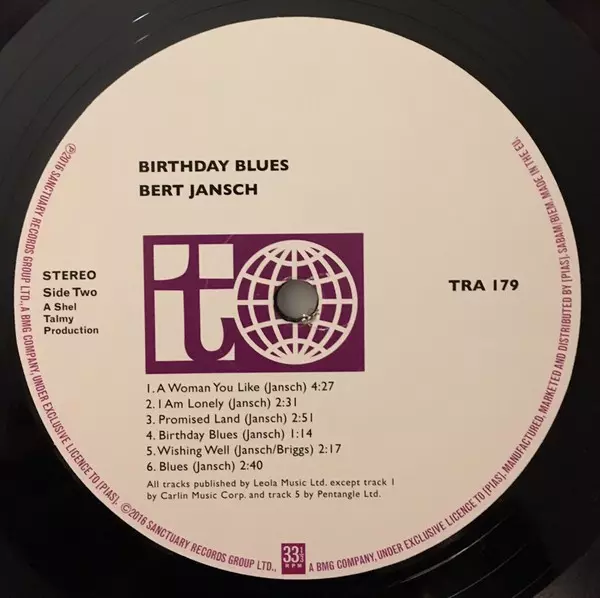 BIRTHDAY BLUES
BERT JANSCH
STEREO
Side Two
A Shel
Talmy
Production
it
TRA 179
1. A Woman You Like (Jansch) 4:27
2. I Am Lonely (Jansch) 2:31
3. Promised Land (Jansch) 2:51
4. Birthday Blues (Jansch) 1:14
5. Wishing Well (Jansch/Briggs) 2:17
6. Blues (Jansch) 2:40
All tracks published by Leola Music Ltd. except track 1
by Carlin Music Corp. and track 5 by Pentangle Ltd.
33 1/3
RPM
℗2016 SANCTUARY RECORDS GROUP LTD., A BMG COMPANY, UNDER EXCLUSIVE LICENCE TO [PIAS].
©2016 SANCTUARY RECORDS GROUP LTD., A BMG COMPANY, UNDER EXCLUSIVE LICENCE TO [PIAS]. MANUFACTURED, MARKETED AND DISTRIBUTED BY [PIAS]. SABAM/BIEM. MADE IN THE EU.